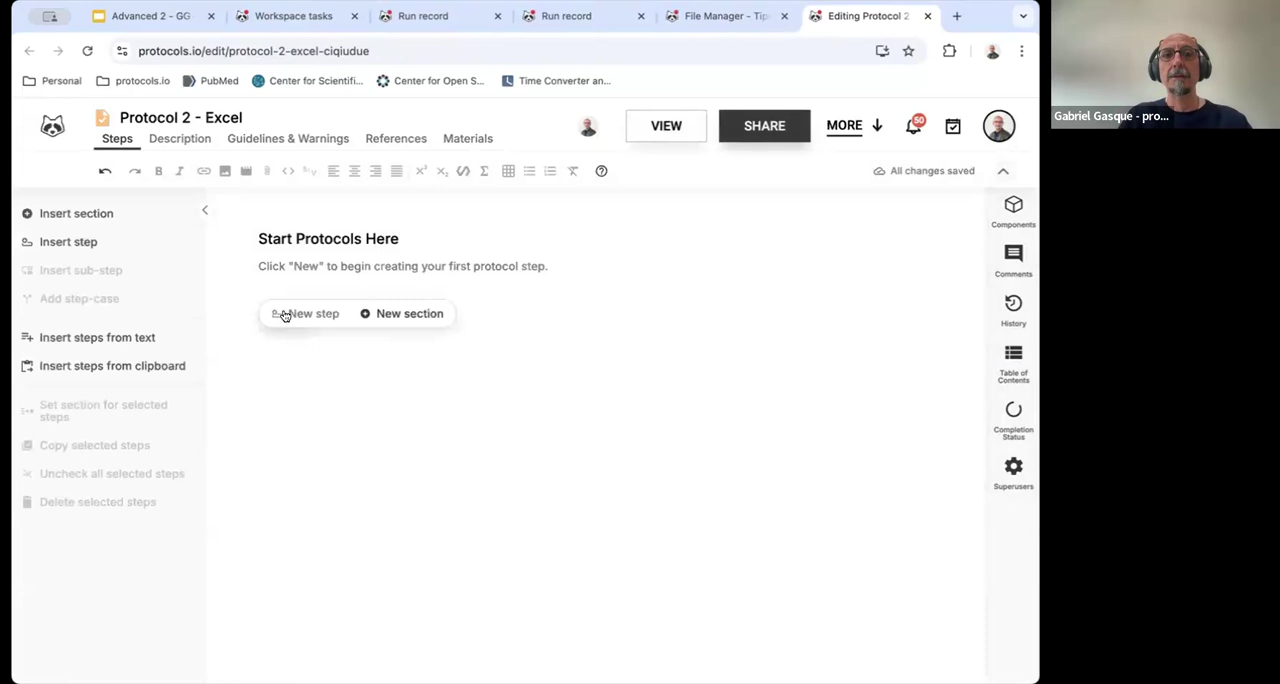 Advanced 2 - GG
Workspace tasks
Run record
Run record
File Manager - Tip
Editing Protocol 2
protocols.io/edit/protocol-2-excel-ciqiudue
Personal
protocols.io
PubMed
Center for Scientifi...
Center for Open S...
Time Converter an...
Protocol 2 - Excel
Steps
Description
Guidelines & Warnings
References
Materials
VIEW
SHARE
MORE
50
All changes saved
Insert section
Insert step
Insert sub-step
Add step-case
Insert steps from text
Insert steps from clipboard
Set section for selected
steps
Copy selected steps
Uncheck all selected steps
Delete selected steps
Start Protocols Here
Click "New" to begin creating your first protocol step.
New step
New section
Components
Comments
History
Table of
Contents
Completion
Status
Superusers
Gabriel Gasque - pro...